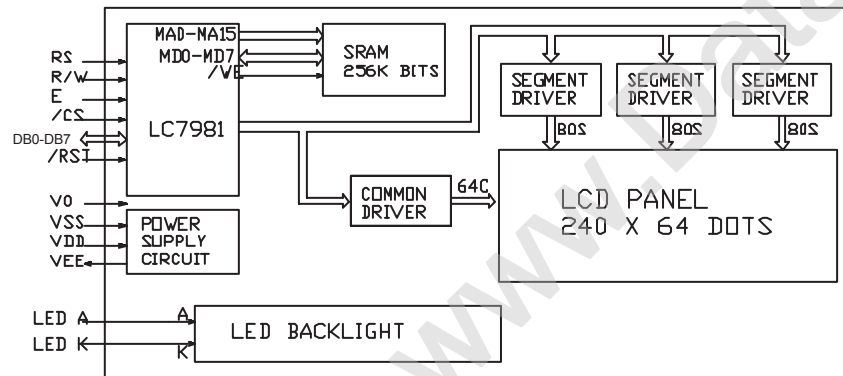 RS
R/W
E
/CS
DB0-DB7
/RST
V0
VSS
VDD
VEE
LED A
LED K
MAD-MA15
MD0-MD7
/WE
LC7981
SRAM
256K BITS
SEGMENT
DRIVER
SEGMENT
DRIVER
SEGMENT
DRIVER
80S
80S
80S
COMMON
DRIVER
64C
LCD PANEL
240 X 64 DOTS
POWER
SUPPLY
CIRCUIT
A
K
LED BACKLIGHT
www.Data